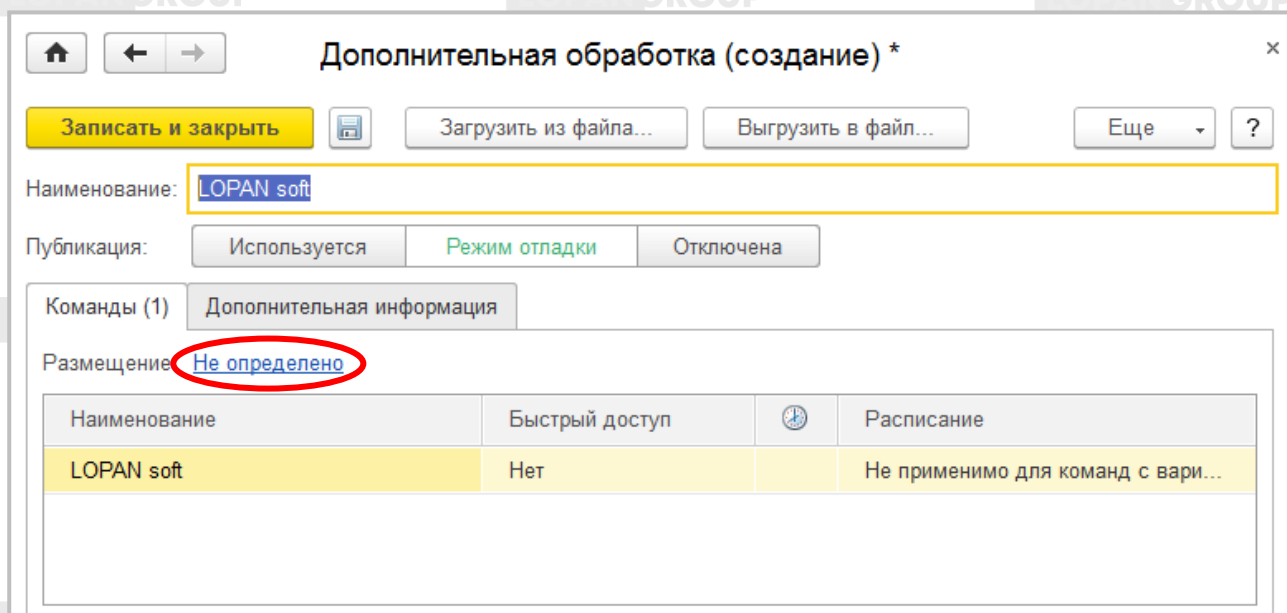 Дополнительная обработка (создание) *
Записать и закрыть Загрузить из файла... Выгрузить в файл... Еще ?
Наименование: LOPAN soft
Публикация: Используется Режим отладки Отключена
Команды (1) Дополнительная информация
Размещение Не определено
Наименование Быстрый доступ Расписание
LOPAN soft Нет Не применимо для команд с вари...